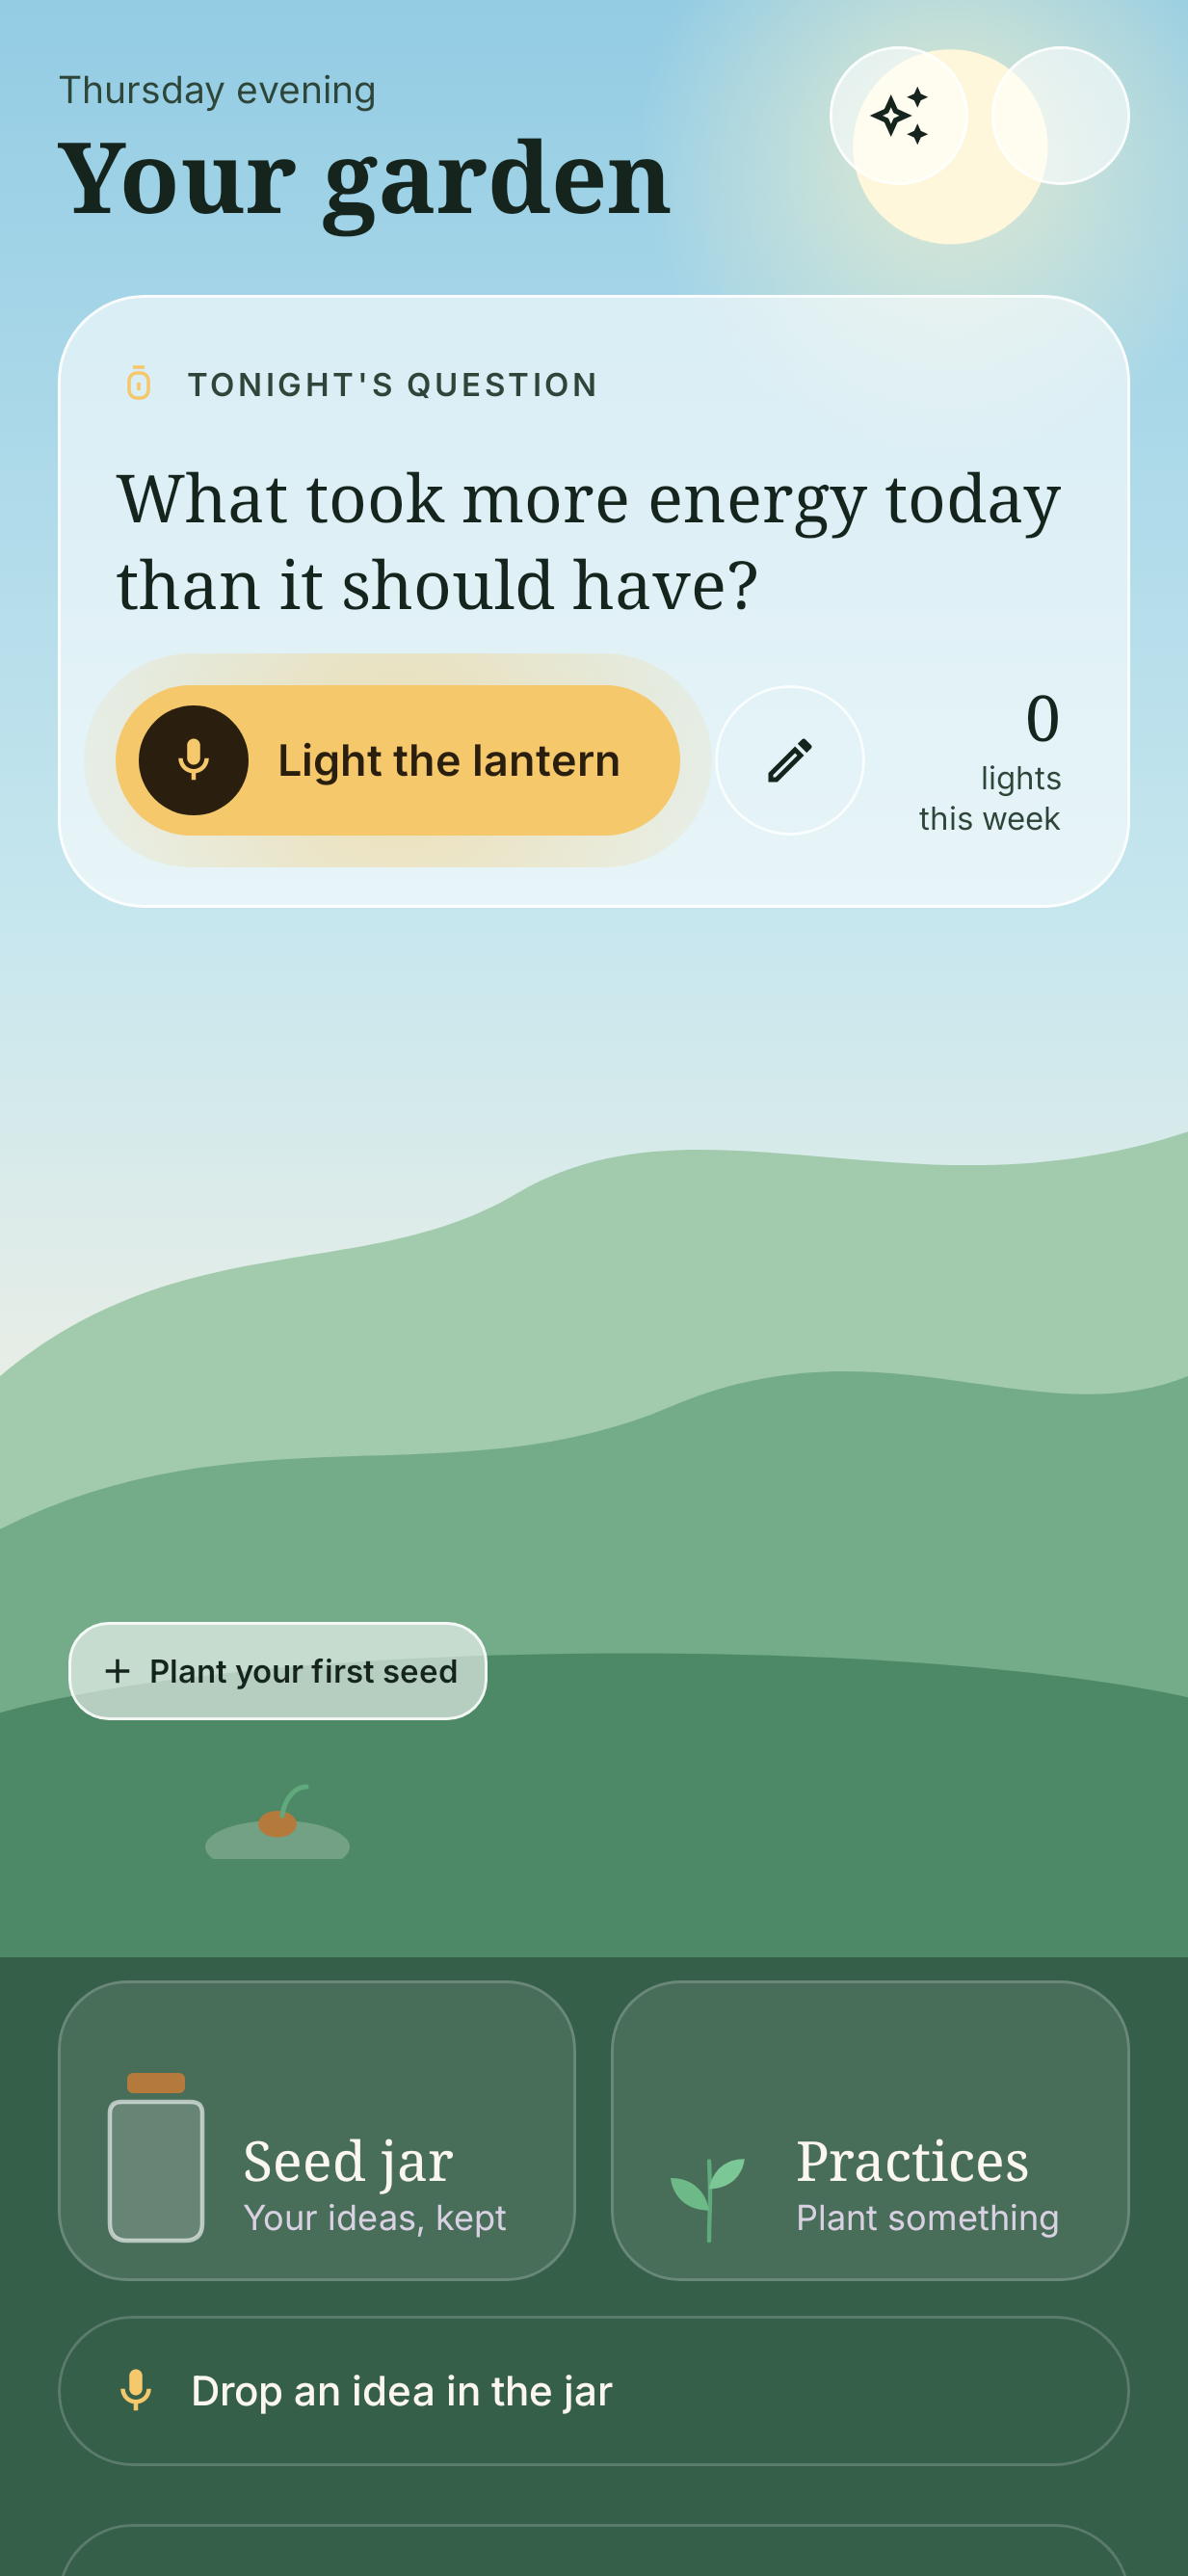 Thursday evening
Your garden
TONIGHT'S QUESTION
What took more energy today
than it should have?
Light the lantern
0
lights
this week
Plant your first seed
Seed jar
Your ideas, kept
Practices
Plant something
Drop an idea in the jar